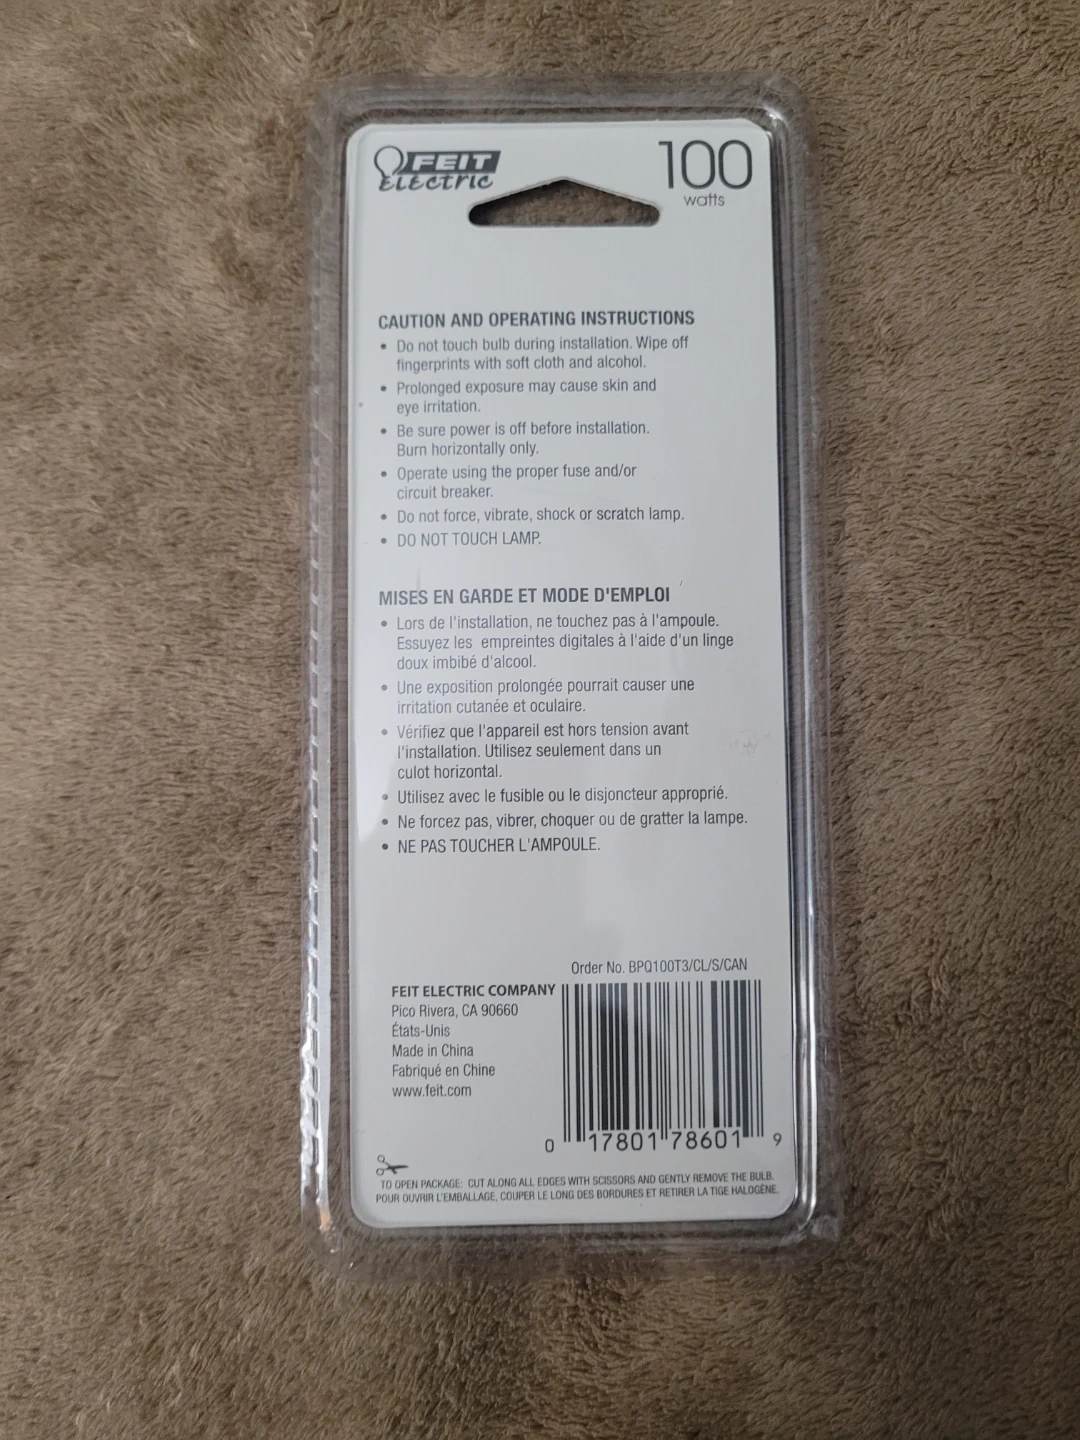 FEIT
ELECTRIC
100
watts
CAUTION AND OPERATING INSTRUCTIONS
• Do not touch bulb during installation. Wipe off
fingerprints with soft cloth and alcohol.
• Prolonged exposure may cause skin and
eye irritation.
• Be sure power is off before installation.
Burn horizontally only.
• Operate using the proper fuse and/or
circuit breaker.
• Do not force, vibrate, shock or scratch lamp.
• DO NOT TOUCH LAMP.
MISES EN GARDE ET MODE D'EMPLOI
• Lors de l'installation, ne touchez pas à l'ampoule.
Essuyez les empreintes digitales à l'aide d'un linge
doux imbibé d'alcool.
• Une exposition prolongée pourrait causer une
irritation cutanée et oculaire.
• Vérifiez que l'appareil est hors tension avant
l'installation. Utilisez seulement dans un
culot horizontal.
• Utilisez avec le fusible ou le disjoncteur approprié.
• Ne forcez pas, vibrer, choquer ou de gratter la lampe.
• NE PAS TOUCHER L'AMPOULE.
Order No. BPQ100T3/CL/S/CAN
FEIT ELECTRIC COMPANY
Pico Rivera, CA 90660
États-Unis
Made in China
Fabriqué en Chine
www.feit.com
0 17801 78601 9
TO OPEN PACKAGE: CUT ALONG ALL EDGES WITH SCISSORS AND GENTLY REMOVE THE BULB.
POUR OUVRIR L'EMBALLAGE, COUPER LE LONG DES BORDURES ET RETIRER LA TIGE HALOGÈNE.